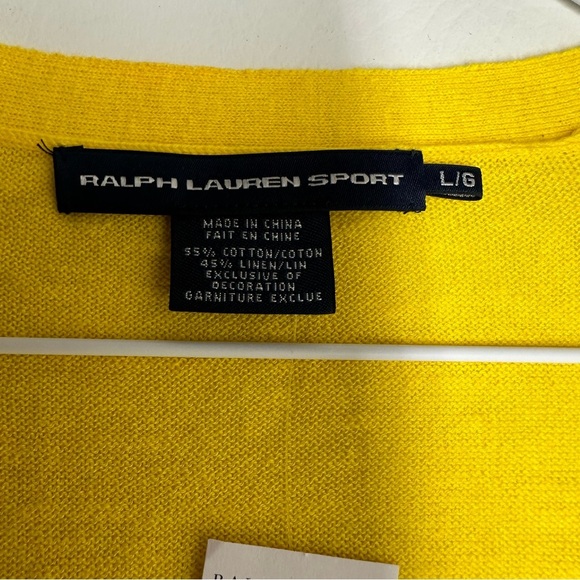 RALPH LAUREN SPORT
L/G
MADE IN CHINA
FAIT EN CHINE
55% COTTON/COTON
45% LINEN/LIN
EXCLUSIVE OF
DECORATION
GARNITURE EXCLUE